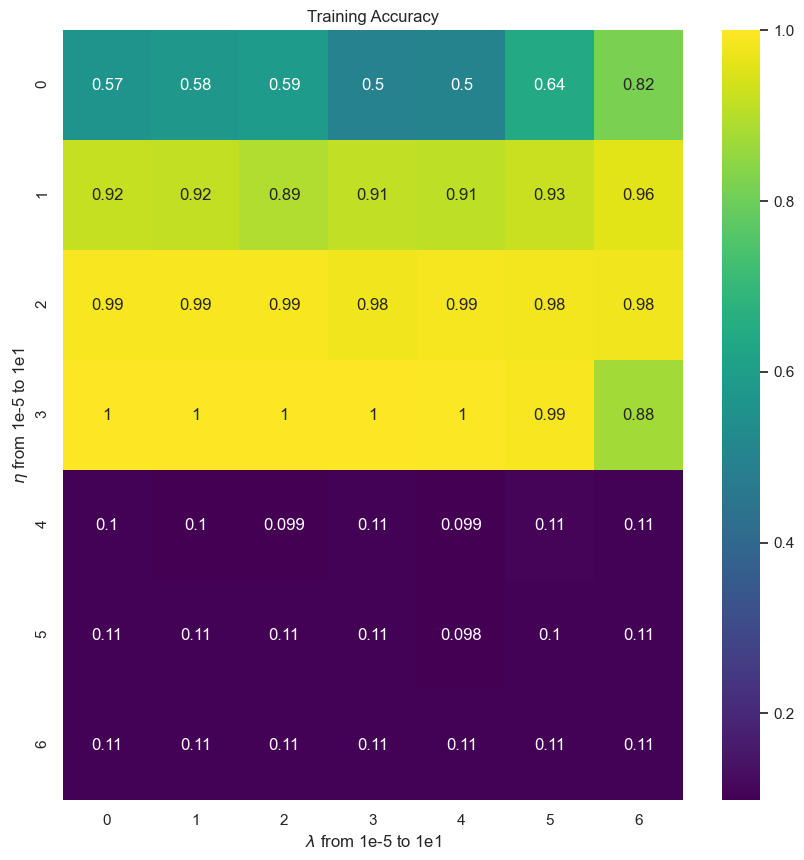 Training Accuracy
0 0.57 0.58 0.59 0.5 0.5 0.64 0.82
1 0.92 0.92 0.89 0.91 0.91 0.93 0.96
2 0.99 0.99 0.99 0.98 0.99 0.98 0.98
3 1 1 1 1 1 0.99 0.88
4 0.1 0.1 0.099 0.11 0.099 0.11 0.11
5 0.11 0.11 0.11 0.11 0.098 0.1 0.11
6 0.11 0.11 0.11 0.11 0.11 0.11 0.11
0 1 2 3 4 5 6
λ from 1e-5 to 1e1
η from 1e-5 to 1e1
1.0
0.8
0.6
0.4
0.2